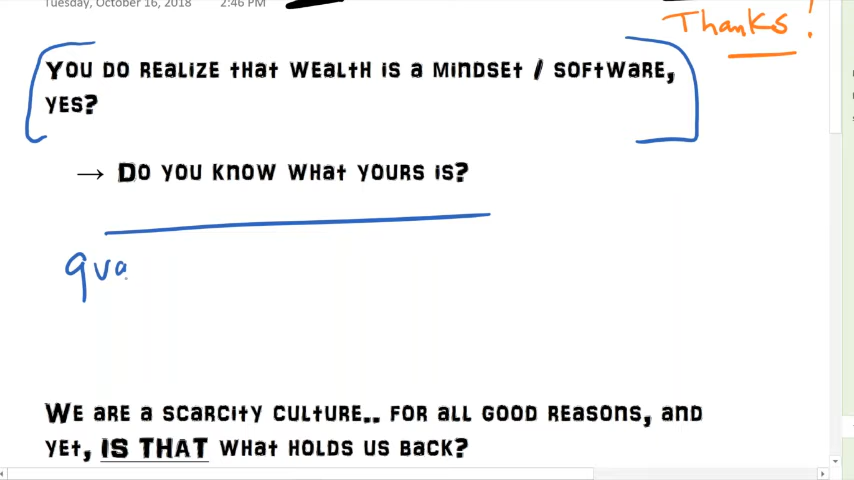 Tuesday, October 16, 2018 2:46 PM
Thanks!
You do realize that wealth is a mindset / software,
yes?
→ Do you know what yours is?
qua
We are a scarcity culture.. for all good reasons, and
yet, IS THAT what holds us back?